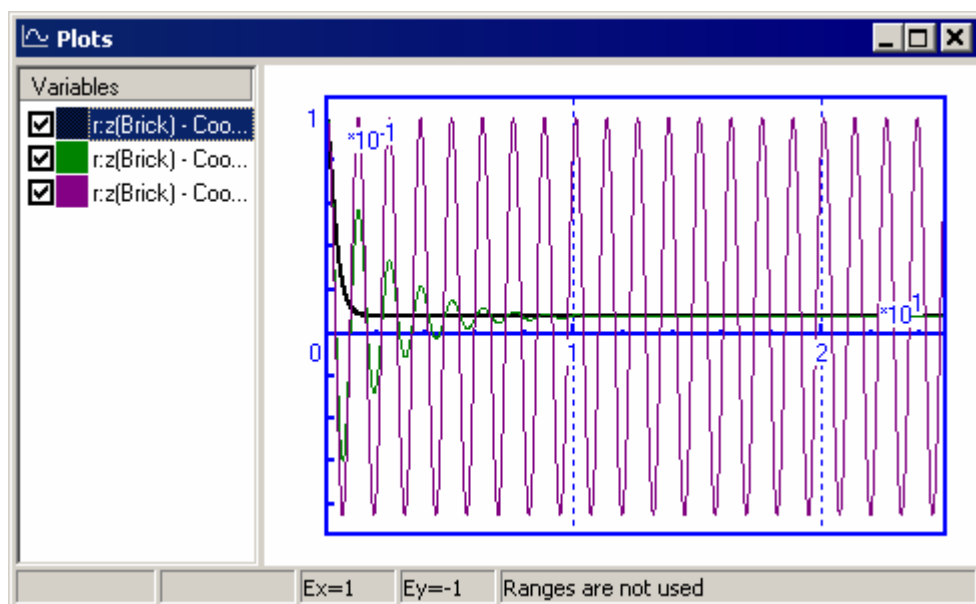 Plots
Variables
r:z(Brick) - Coo...
r:z(Brick) - Coo...
r:z(Brick) - Coo...
1
*10-1
*101
0
1
2
Ex=1
Ey=-1
Ranges are not used